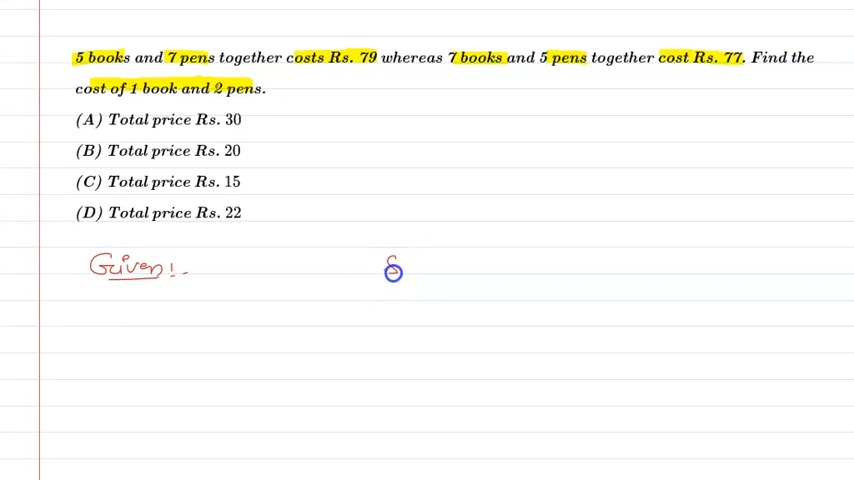 5 books and 7 pens together costs Rs. 79 whereas 7 books and 5 pens together cost Rs. 77. Find the
cost of 1 book and 2 pens.
(A) Total price Rs. 30
(B) Total price Rs. 20
(C) Total price Rs. 15
(D) Total price Rs. 22
Given:-